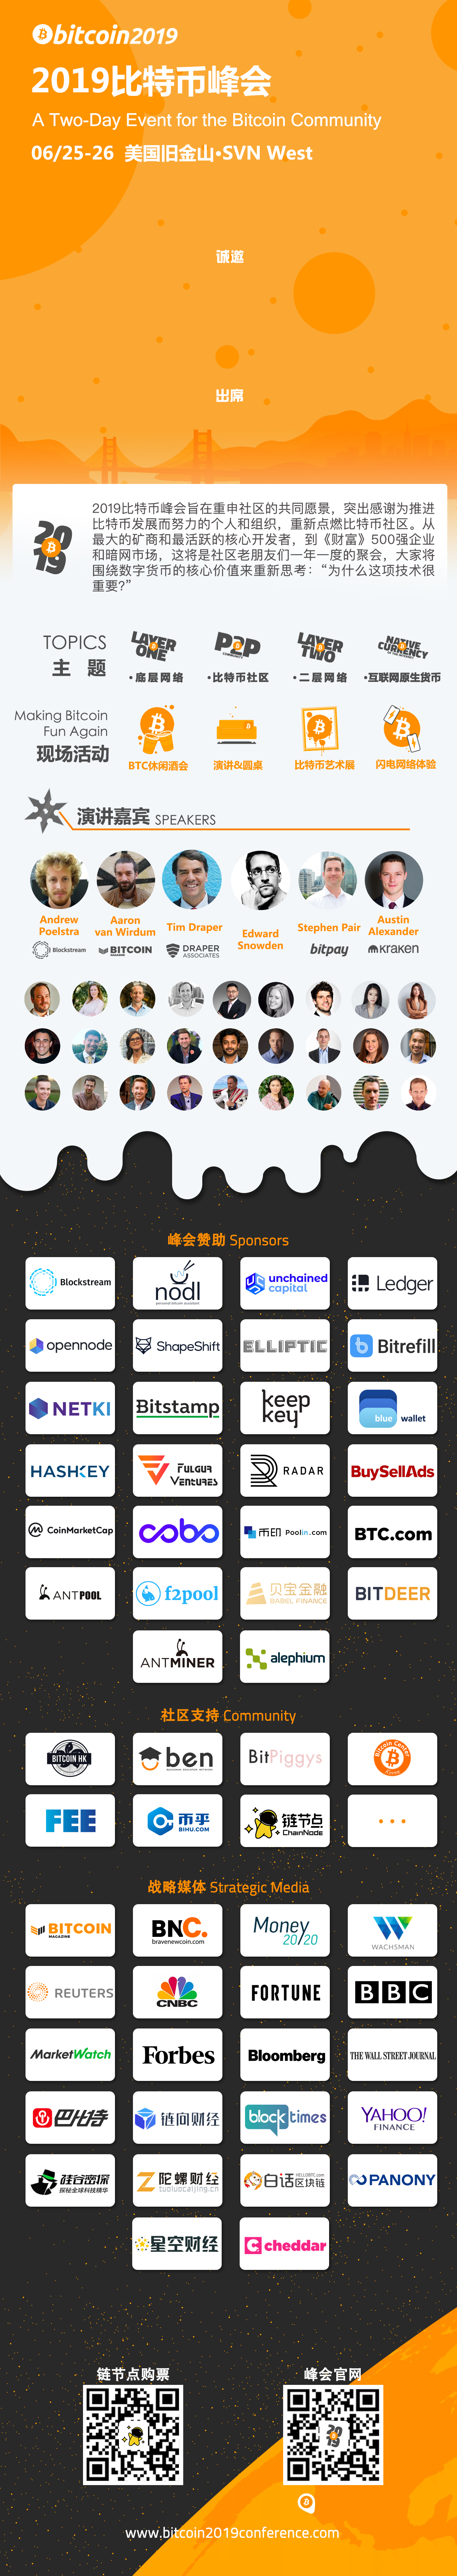 bitcoin2019
2019比特币峰会
A Two-Day Event for the Bitcoin Community
06/25-26 美国旧金山•SVN West
诚邀
出席
2019
2019比特币峰会旨在重申社区的共同愿景，突出感谢为推进
比特币发展而努力的个人和组织，重新点燃比特币社区。从
最大的矿商和最活跃的核心开发者，到《财富》500强企业
和暗网市场，这将是社区老朋友们一年一度的聚会，大家将
围绕数字货币的核心价值来重新思考：“为什么这项技术很
重要?”
TOPICS
主 题
LAYER ONE
P2P
LAYER TWO
NATIVE CURRENCY
•底层网络
•比特币社区
•二层网络
•互联网原生货币
Making Bitcoin
Fun Again
现场活动
BTC休闲酒会
演讲&圆桌
比特币艺术展
闪电网络体验
演讲嘉宾 SPEAKERS
Andrew
Poelstra
Aaron
van Wirdum
Tim Draper
Edward
Snowden
Stephen Pair
Austin
Alexander
Blockstream
BITCOIN
MAGAZINE
DRAPER
ASSOCIATES
bitpay
kraken
峰会赞助 Sponsors
Blockstream
nodl
personal bitcoin assistant
unchained
capital
Ledger
opennode
ShapeShift
ELLIPTIC
Bitrefill
NETKI
Bitstamp
keep
key
blue wallet
HASHKEY
FULGUR
VENTURES
RADAR
BuySellAds
CoinMarketCap
cobo
币印 Poolin.com
BTC.com
ANTPOOL
f2pool
贝宝金融
BABEL FINANCE
BITDEER
ANTMINER
alephium
社区支持 Community
BITCOIN HK
ben
BitPiggys
Bitcoin Center
FEE
币乎
BIHU.COM
链节点
ChainNode
•••
战略媒体 Strategic Media
BITCOIN
MAGAZINE
BNC.
bravenewcoin.com
Money
20/20
WACHSMAN
REUTERS
CNBC
FORTUNE
BBC
MarketWatch
Forbes
Bloomberg
THE WALL STREET JOURNAL
巴比特
链向财经
blocktimes
YAHOO!
FINANCE
硅谷密探
探秘全球科技精华
陀螺财经
tuoluocaijing.cn
HELLOBTC.COM
白话区块链
PANONY
星空财经
cheddar
链节点购票
峰会官网
2019
www.bitcoin2019conference.com